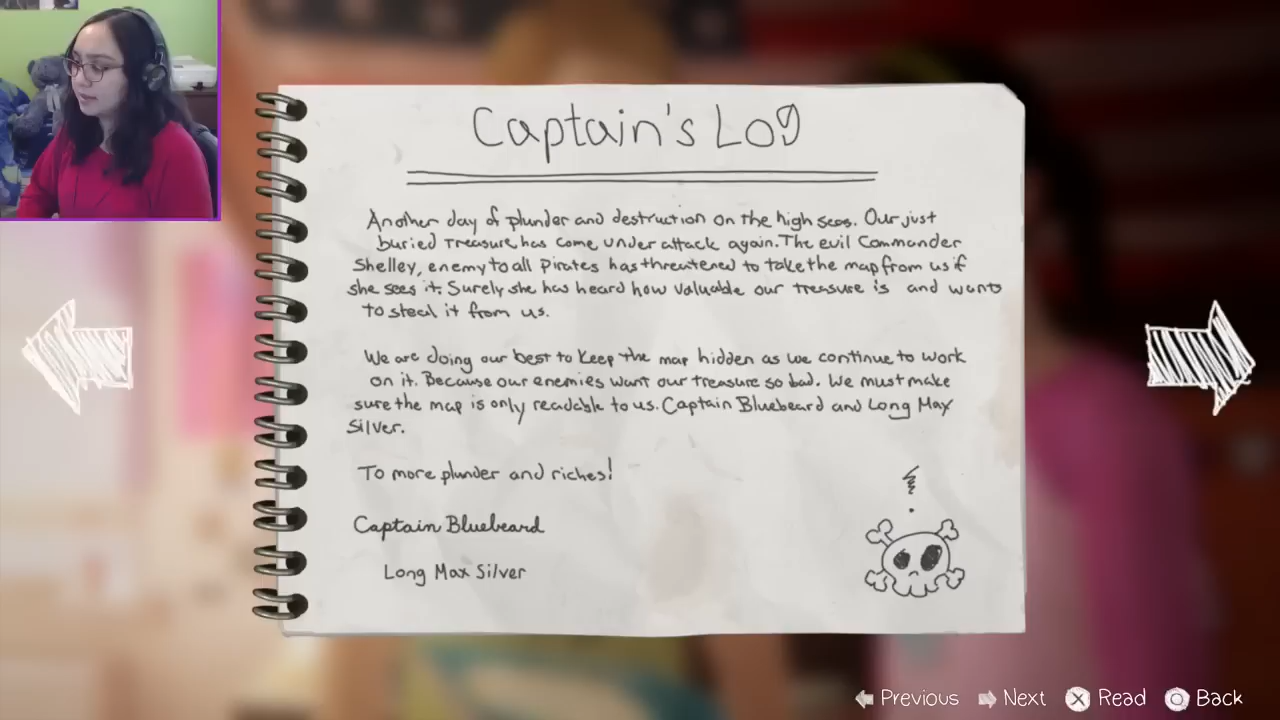 Captain's Log
Another day of plunder and destruction on the high seas. Our just
buried treasure has come under attack again. The evil Commander
Shelley, enemy to all Pirates has threatened to take the map from us if
she sees it. Surely she has heard how valuable our treasure is and wants
to steal it from us.
We are doing our best to keep the map hidden as we continue to work
on it. Because our enemies want our treasure so bad. We must make
sure the map is only readable to us. Captain Bluebeard and Long Max
Silver.
To more plunder and riches!
Captain Bluebeard
Long Max Silver
Previous Next Read Back